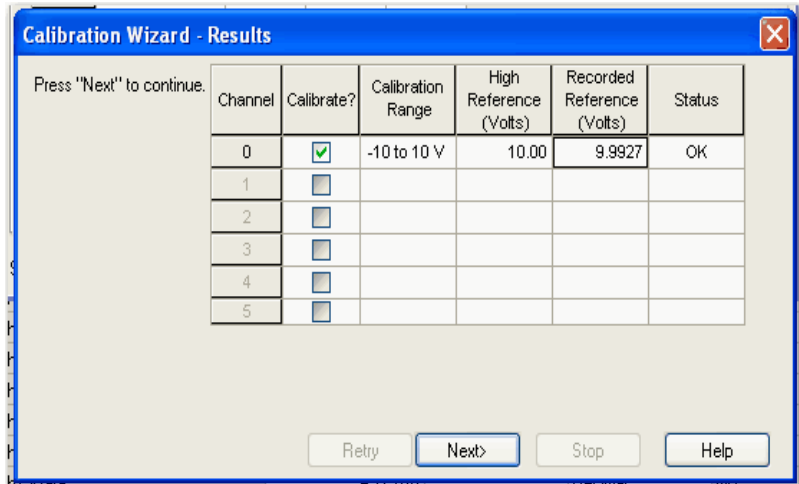 Calibration Wizard - Results
Press "Next" to continue.
Channel Calibrate? Calibration Range High Reference (Volts) Recorded Reference (Volts) Status
0 -10 to 10 V 10.00 9.9927 OK
1
2
3
4
5
Retry Next> Stop Help